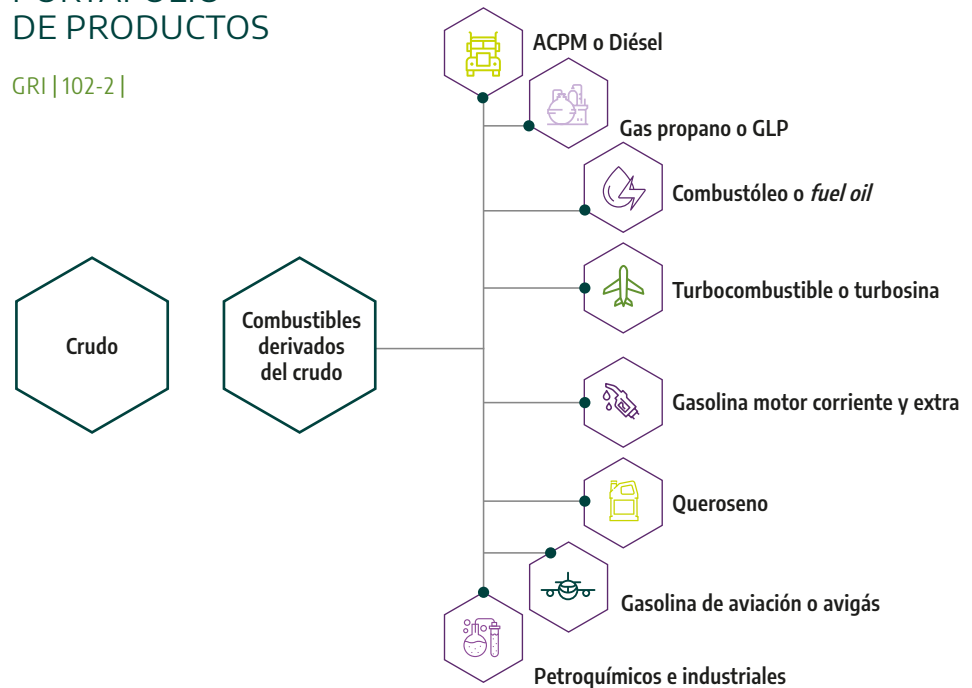 PORTAFOLIO
DE PRODUCTOS
GRI | 102-2 |
ACPM o Diésel
Gas propano o GLP
Combustóleo o fuel oil
Turbocombustible o turbosina
Crudo
Combustibles
derivados
del crudo
Gasolina motor corriente y extra
Queroseno
Gasolina de aviación o avigás
Petroquímicos e industriales